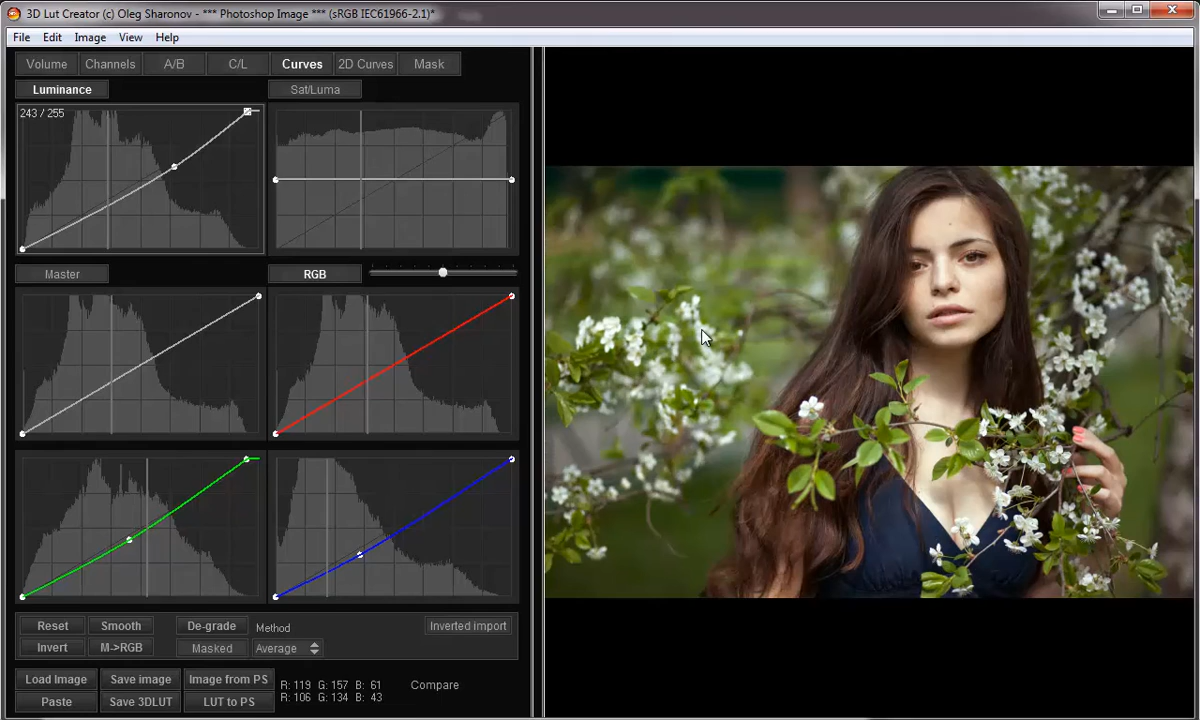 3D Lut Creator (c) Oleg Sharonov - *** Photoshop Image *** (sRGB IEC61966-2.1)*
File Edit Image View Help
Volume Channels A/B C/L Curves 2D Curves Mask
Luminance Sat/Luma
243 / 255
Master RGB
Reset Smooth De-grade Method Inverted import
Invert M->RGB Masked Average
Load Image Save image Image from PS R: 119 G: 157 B: 61 Compare
Paste Save 3DLUT LUT to PS R: 106 G: 134 B: 43